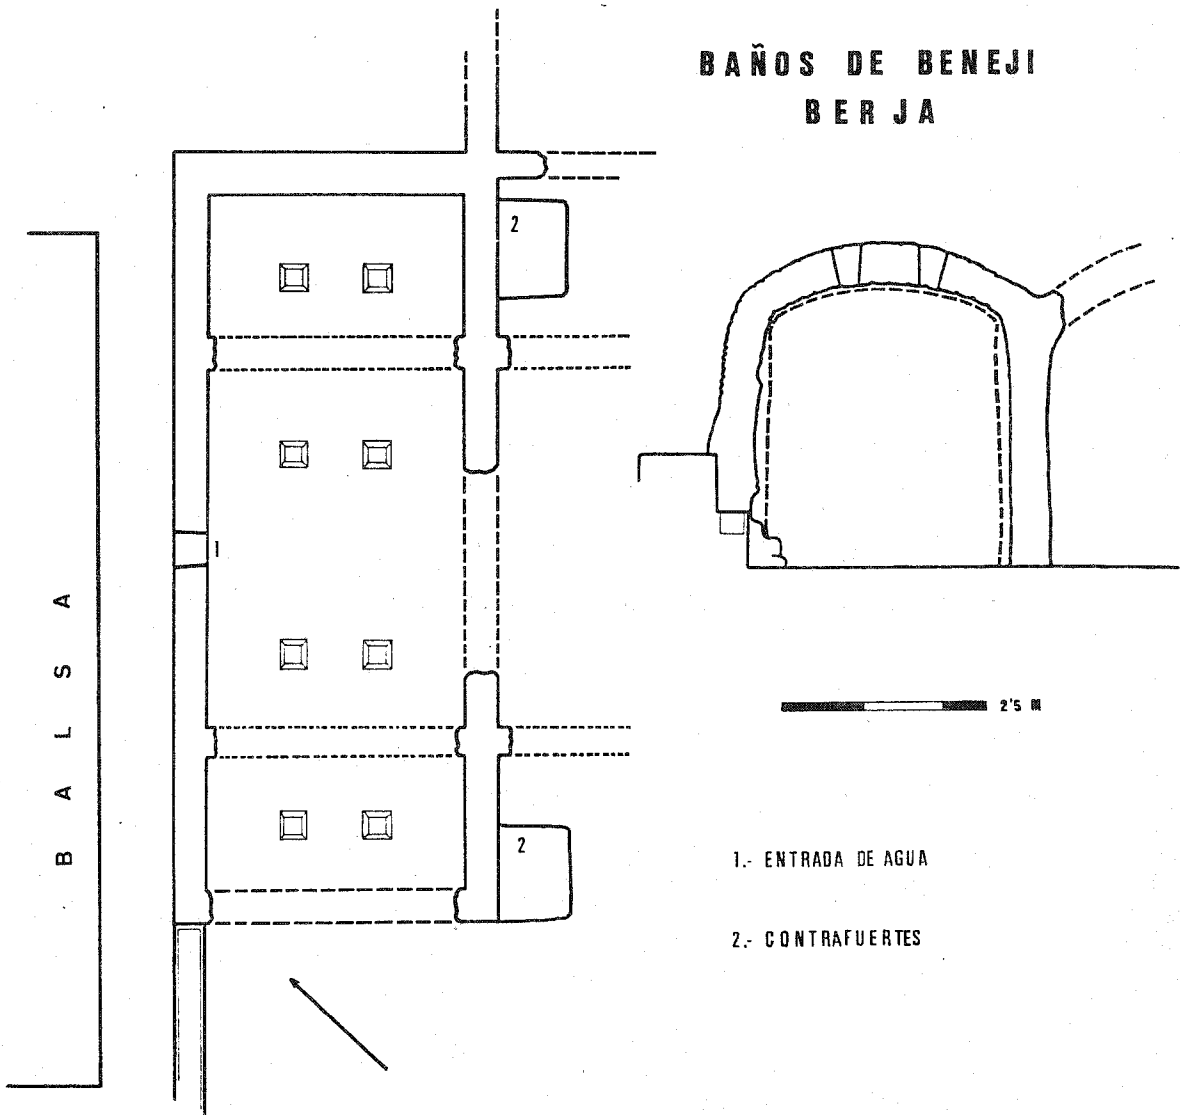 BAÑOS DE BENEJI
BERJA
2
1
BALSA
2
2'5 M
1.- ENTRADA DE AGUA
2.- CONTRAFUERTES